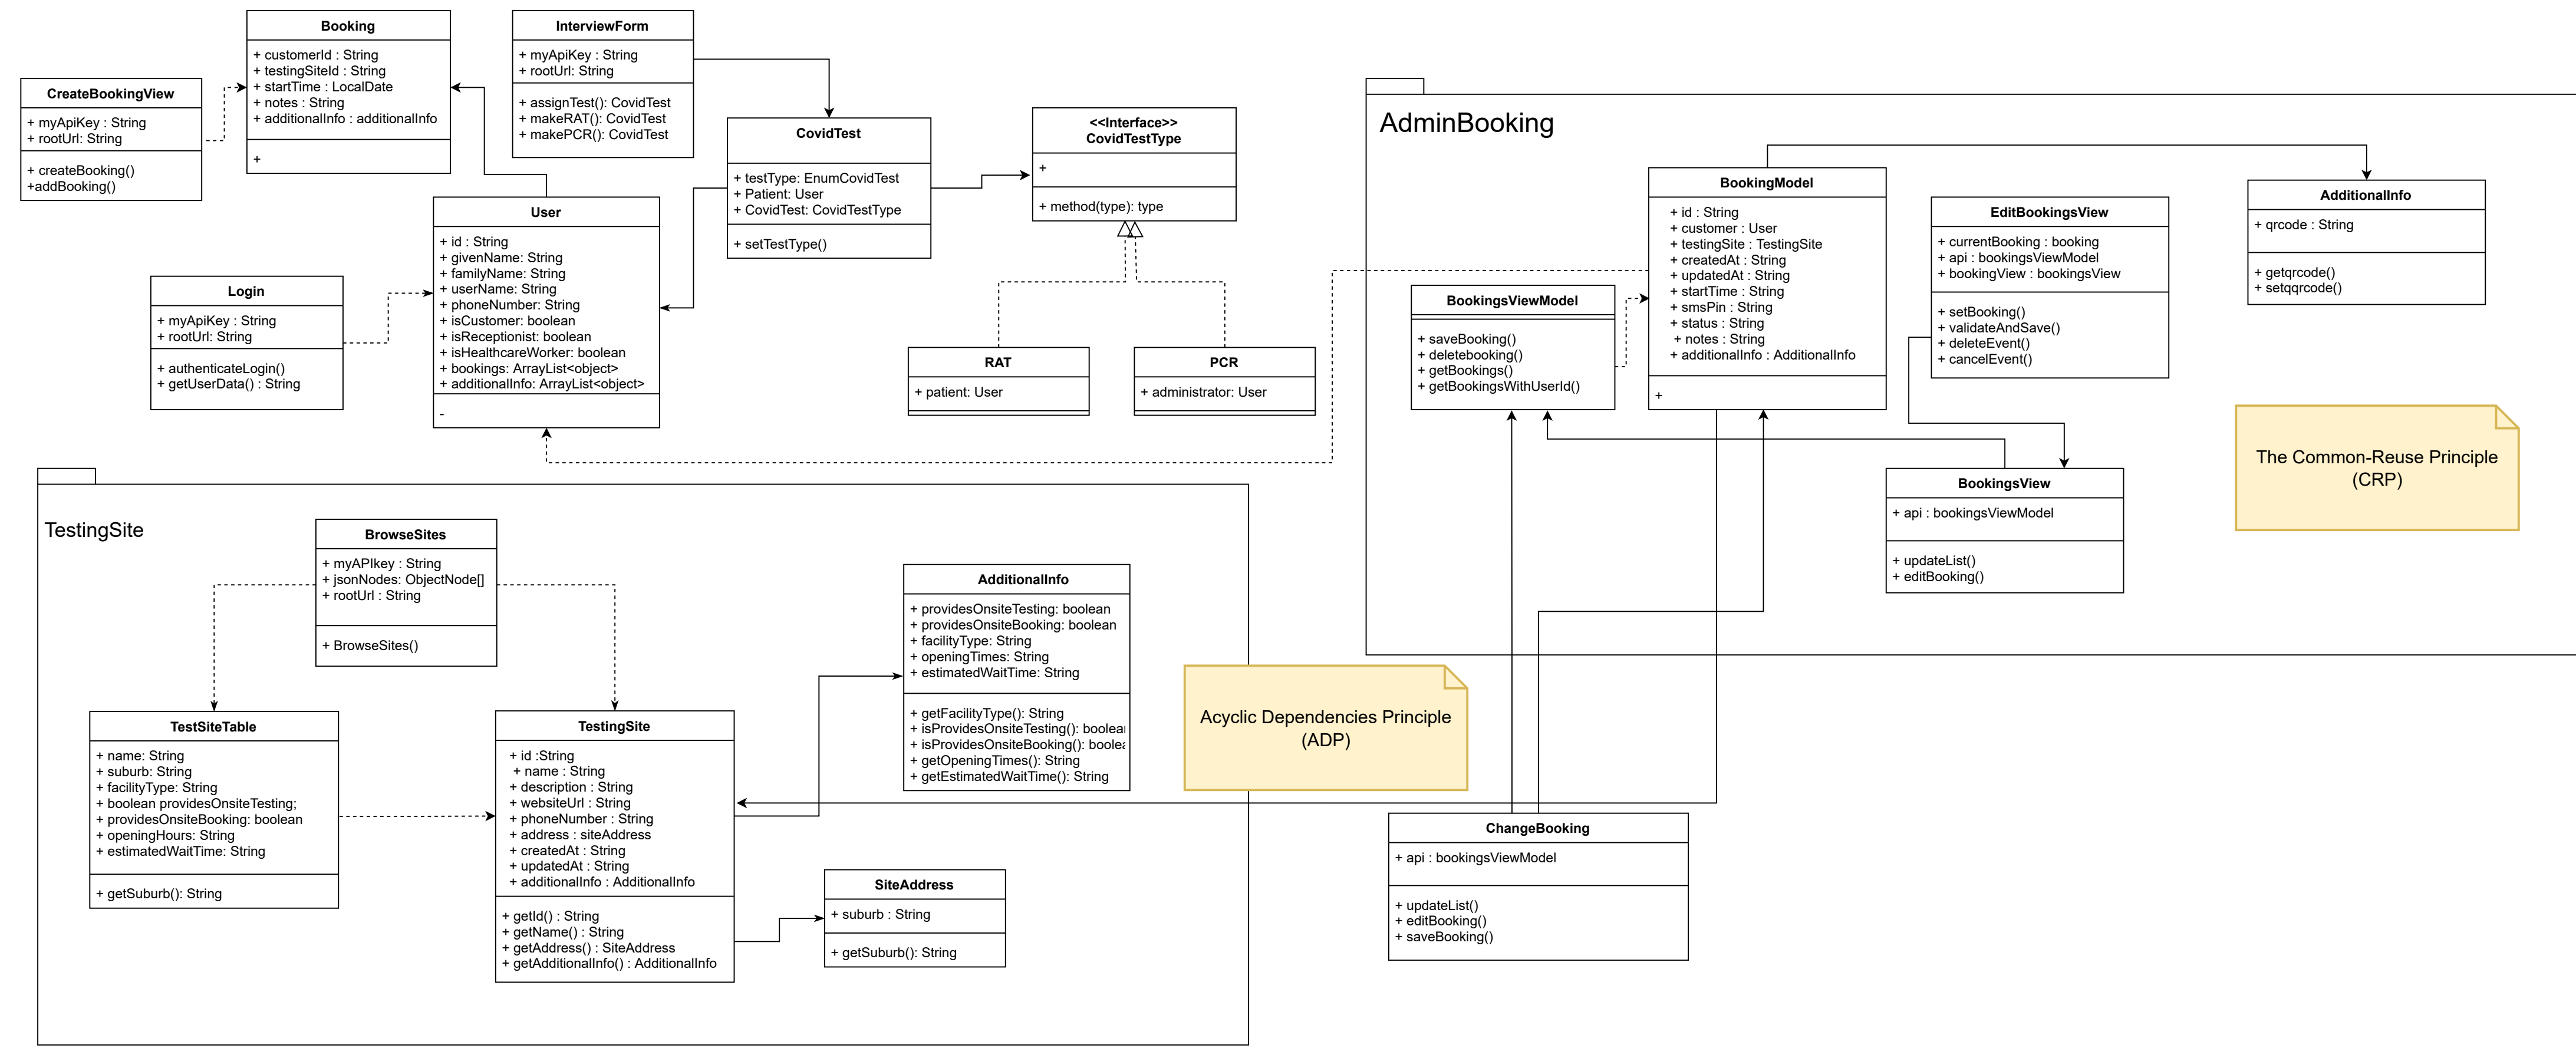 Booking
+ customerId : String
+ testingSiteId : String
+ startTime : LocalDate
+ notes : String
+ additionalInfo : additionalInfo
+
InterviewForm
+ myApiKey : String
+ rootUrl: String
+ assignTest(): CovidTest
+ makeRAT(): CovidTest
+ makePCR(): CovidTest
CreateBookingView
+ myApiKey : String
+ rootUrl: String
+ createBooking()
+addBooking()
CovidTest
+ testType: EnumCovidTest
+ Patient: User
+ CovidTest: CovidTestType
+ setTestType()
<<Interface>>
CovidTestType
+
+ method(type): type
User
+ id : String
+ givenName: String
+ familyName: String
+ userName: String
+ phoneNumber: String
+ isCustomer: boolean
+ isReceptionist: boolean
+ isHealthcareWorker: boolean
+ bookings: ArrayList<object>
+ additionalInfo: ArrayList<object>
-
Login
+ myApiKey : String
+ rootUrl: String
+ authenticateLogin()
+ getUserData() : String
RAT
+ patient: User
PCR
+ administrator: User
AdminBooking
BookingModel
+ id : String
+ customer : User
+ testingSite : TestingSite
+ createdAt : String
+ updatedAt : String
+ startTime : String
+ smsPin : String
+ status : String
+ notes : String
+ additionalInfo : AdditionalInfo
+
EditBookingsView
+ currentBooking : booking
+ api : bookingsViewModel
+ bookingView : bookingsView
+ setBooking()
+ validateAndSave()
+ deleteEvent()
+ cancelEvent()
AdditionalInfo
+ qrcode : String
+ getqrcode()
+ setqqrcode()
BookingsViewModel
+ saveBooking()
+ deletebooking()
+ getBookings()
+ getBookingsWithUserId()
The Common-Reuse Principle
(CRP)
BookingsView
+ api : bookingsViewModel
+ updateList()
+ editBooking()
TestingSite
BrowseSites
+ myAPIkey : String
+ jsonNodes: ObjectNode[]
+ rootUrl : String
+ BrowseSites()
AdditionalInfo
+ providesOnsiteTesting: boolean
+ providesOnsiteBooking: boolean
+ facilityType: String
+ openingTimes: String
+ estimatedWaitTime: String
+ getFacilityType(): String
+ isProvidesOnsiteTesting(): boolea
+ isProvidesOnsiteBooking(): boolea
+ getOpeningTimes(): String
+ getEstimatedWaitTime(): String
Acyclic Dependencies Principle
(ADP)
TestSiteTable
+ name: String
+ suburb: String
+ facilityType: String
+ boolean providesOnsiteTesting;
+ providesOnsiteBooking: boolean
+ openingHours: String
+ estimatedWaitTime: String
+ getSuburb(): String
TestingSite
+ id :String
+ name : String
+ description : String
+ websiteUrl : String
+ phoneNumber : String
+ address : siteAddress
+ createdAt : String
+ updatedAt : String
+ additionalInfo : AdditionalInfo
+ getId() : String
+ getName() : String
+ getAddress() : SiteAddress
+ getAdditionalInfo() : AdditionalInfo
SiteAddress
+ suburb : String
+ getSuburb(): String
ChangeBooking
+ api : bookingsViewModel
+ updateList()
+ editBooking()
+ saveBooking()